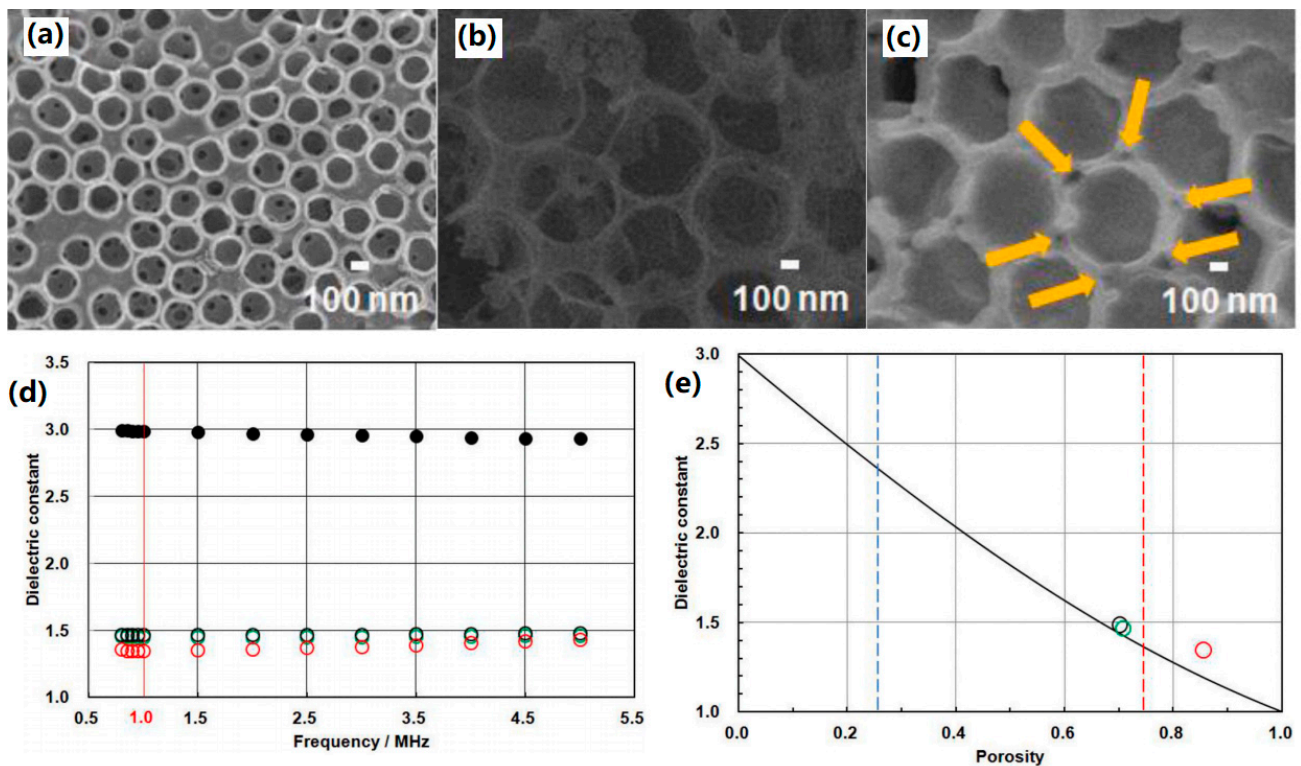 (a)
100 nm
(b)
100 nm
(c)
100 nm
(d)
3.5
3.0
2.5
2.0
1.5
1.0
Dielectric constant
0.5 1.0 1.5 2.5 3.5 4.5 5.5
Frequency / MHz
(e)
3.0
2.5
2.0
1.5
1.0
Dielectric constant
0.0 0.2 0.4 0.6 0.8 1.0
Porosity